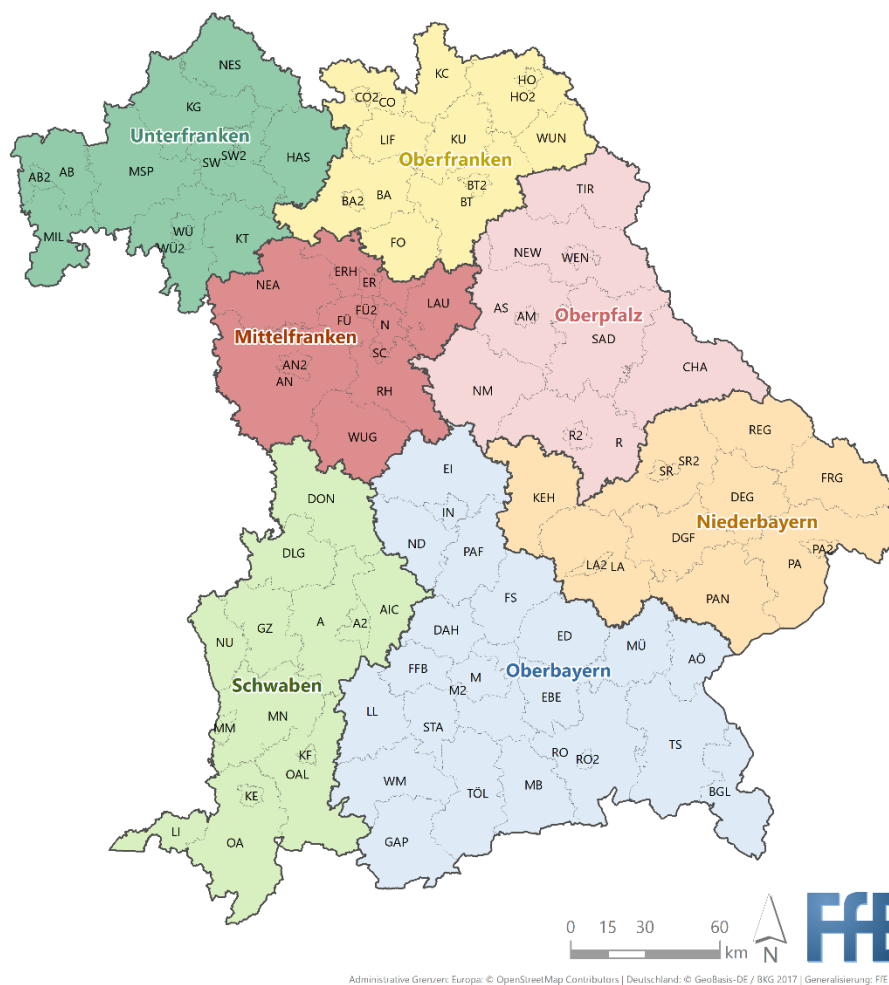 NES
KC
HO
HO2
CO2
CO
KG
Unterfranken
LIF
KU
WUN
SW
SW2
HAS
Oberfranken
AB2
AB
MSP
BT2
BT
TIR
BA2
BA
WÜ
WÜ2
KT
MIL
FO
NEW
WEN
ERH
ER
NEA
LAU
AS
AM
FÜ2
FÜ
N
Oberpfalz
Mittelfranken
SAD
SC
AN2
AN
CHA
RH
NM
WUG
R2
R
REG
EI
SR
SR2
FRG
DON
KEH
DEG
IN
Niederbayern
DGF
ND
PAF
PA2
DLG
LA2
LA
PA
FS
PAN
AIC
A
A2
GZ
NU
DAH
ED
MÜ
AÖ
FFB
M
Oberbayern
Schwaben
M2
EBE
LL
MN
MM
STA
TS
KF
OAL
RO
RO2
WM
TÖL
MB
KE
BGL
LI
OA
GAP
FfE
0 15 30 60
km
N
Administrative Grenzen: Europa: © OpenStreetMap Contributors | Deutschland: © GeoBasis-DE / BKG 2017 | Generalisierung: FfE